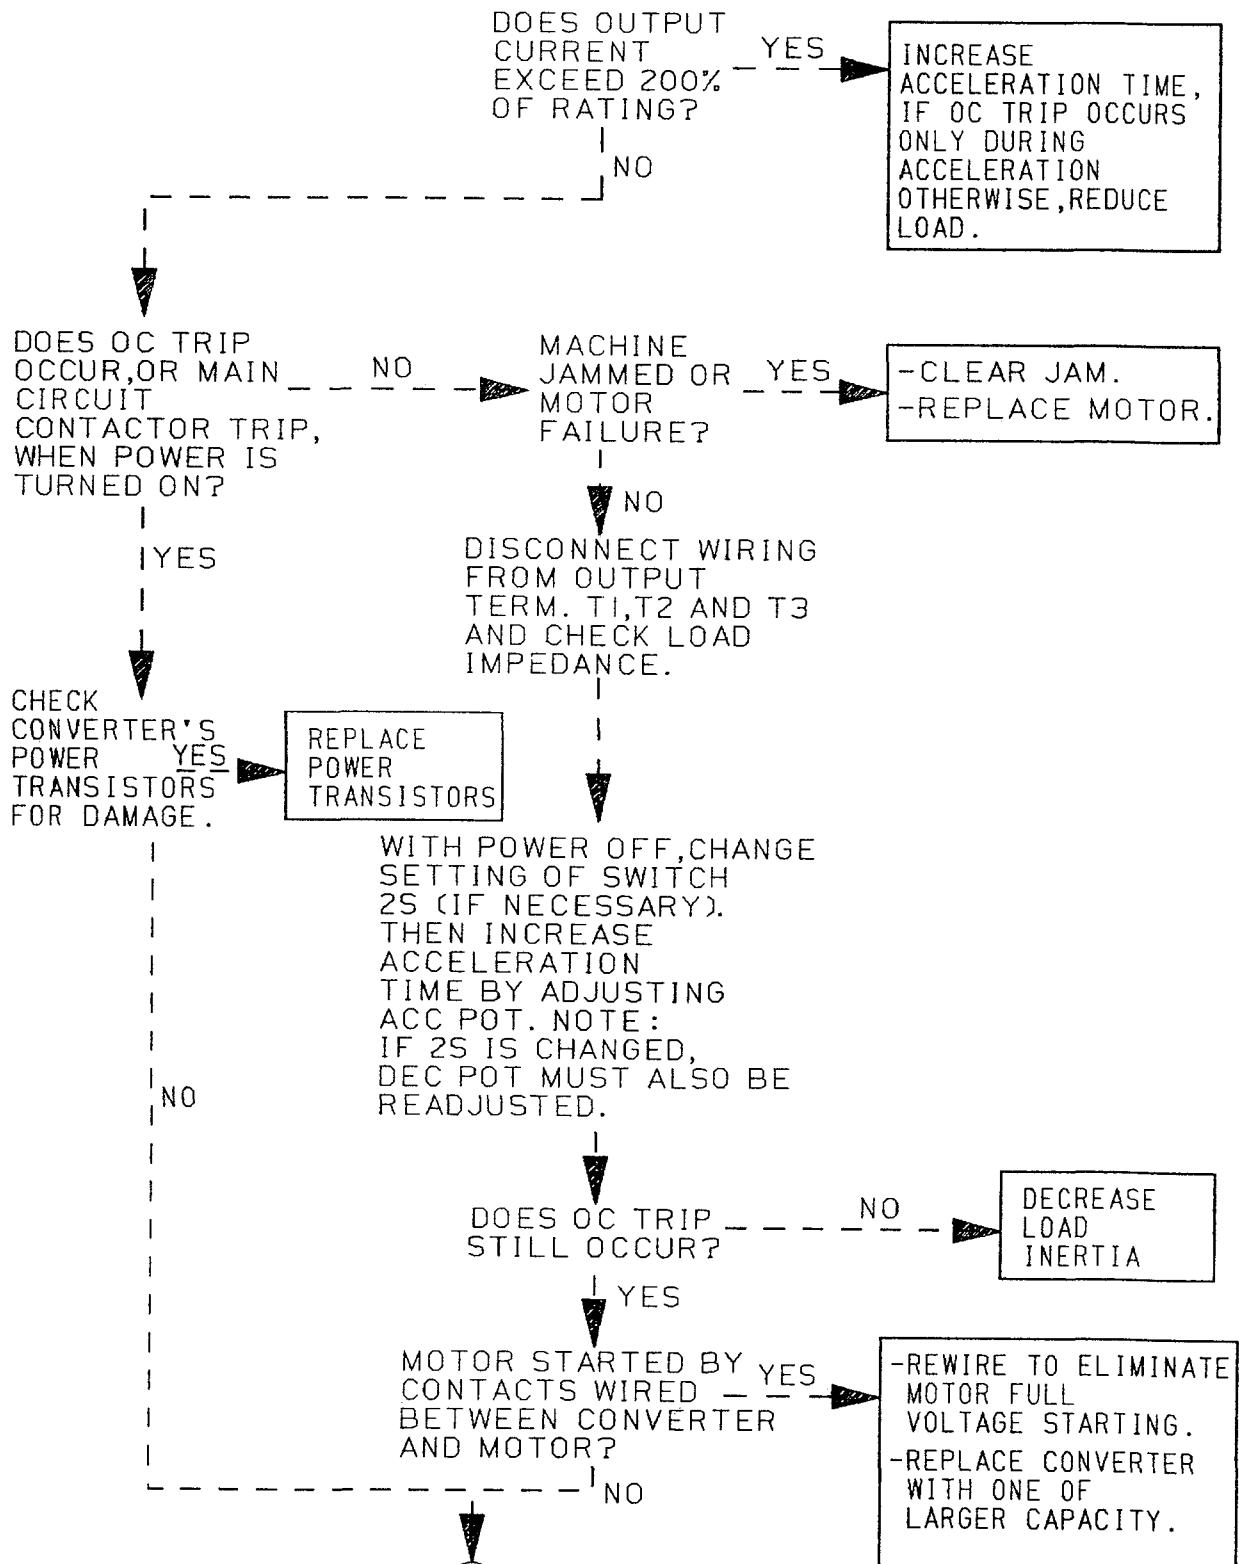 DOES OUTPUT
CURRENT
EXCEED 200%
OF RATING?
YES
INCREASE
ACCELERATION TIME,
IF OC TRIP OCCURS
ONLY DURING
ACCELERATION
OTHERWISE,REDUCE
LOAD.
NO
DOES OC TRIP
OCCUR,OR MAIN
CIRCUIT
CONTACTOR TRIP,
WHEN POWER IS
TURNED ON?
NO
MACHINE
JAMMED OR
MOTOR
FAILURE?
YES
-CLEAR JAM.
-REPLACE MOTOR.
YES
NO
DISCONNECT WIRING
FROM OUTPUT
TERM. T1,T2 AND T3
AND CHECK LOAD
IMPEDANCE.
CHECK
CONVERTER'S
POWER
TRANSISTORS
FOR DAMAGE.
YES
REPLACE
POWER
TRANSISTORS
WITH POWER OFF,CHANGE
SETTING OF SWITCH
2S (IF NECESSARY).
THEN INCREASE
ACCELERATION
TIME BY ADJUSTING
ACC POT. NOTE:
IF 2S IS CHANGED,
DEC POT MUST ALSO BE
READJUSTED.
NO
DOES OC TRIP
STILL OCCUR?
NO
DECREASE
LOAD
INERTIA
YES
MOTOR STARTED BY
CONTACTS WIRED
BETWEEN CONVERTER
AND MOTOR?
YES
-REWIRE TO ELIMINATE
MOTOR FULL
VOLTAGE STARTING.
-REPLACE CONVERTER
WITH ONE OF
LARGER CAPACITY.
NO